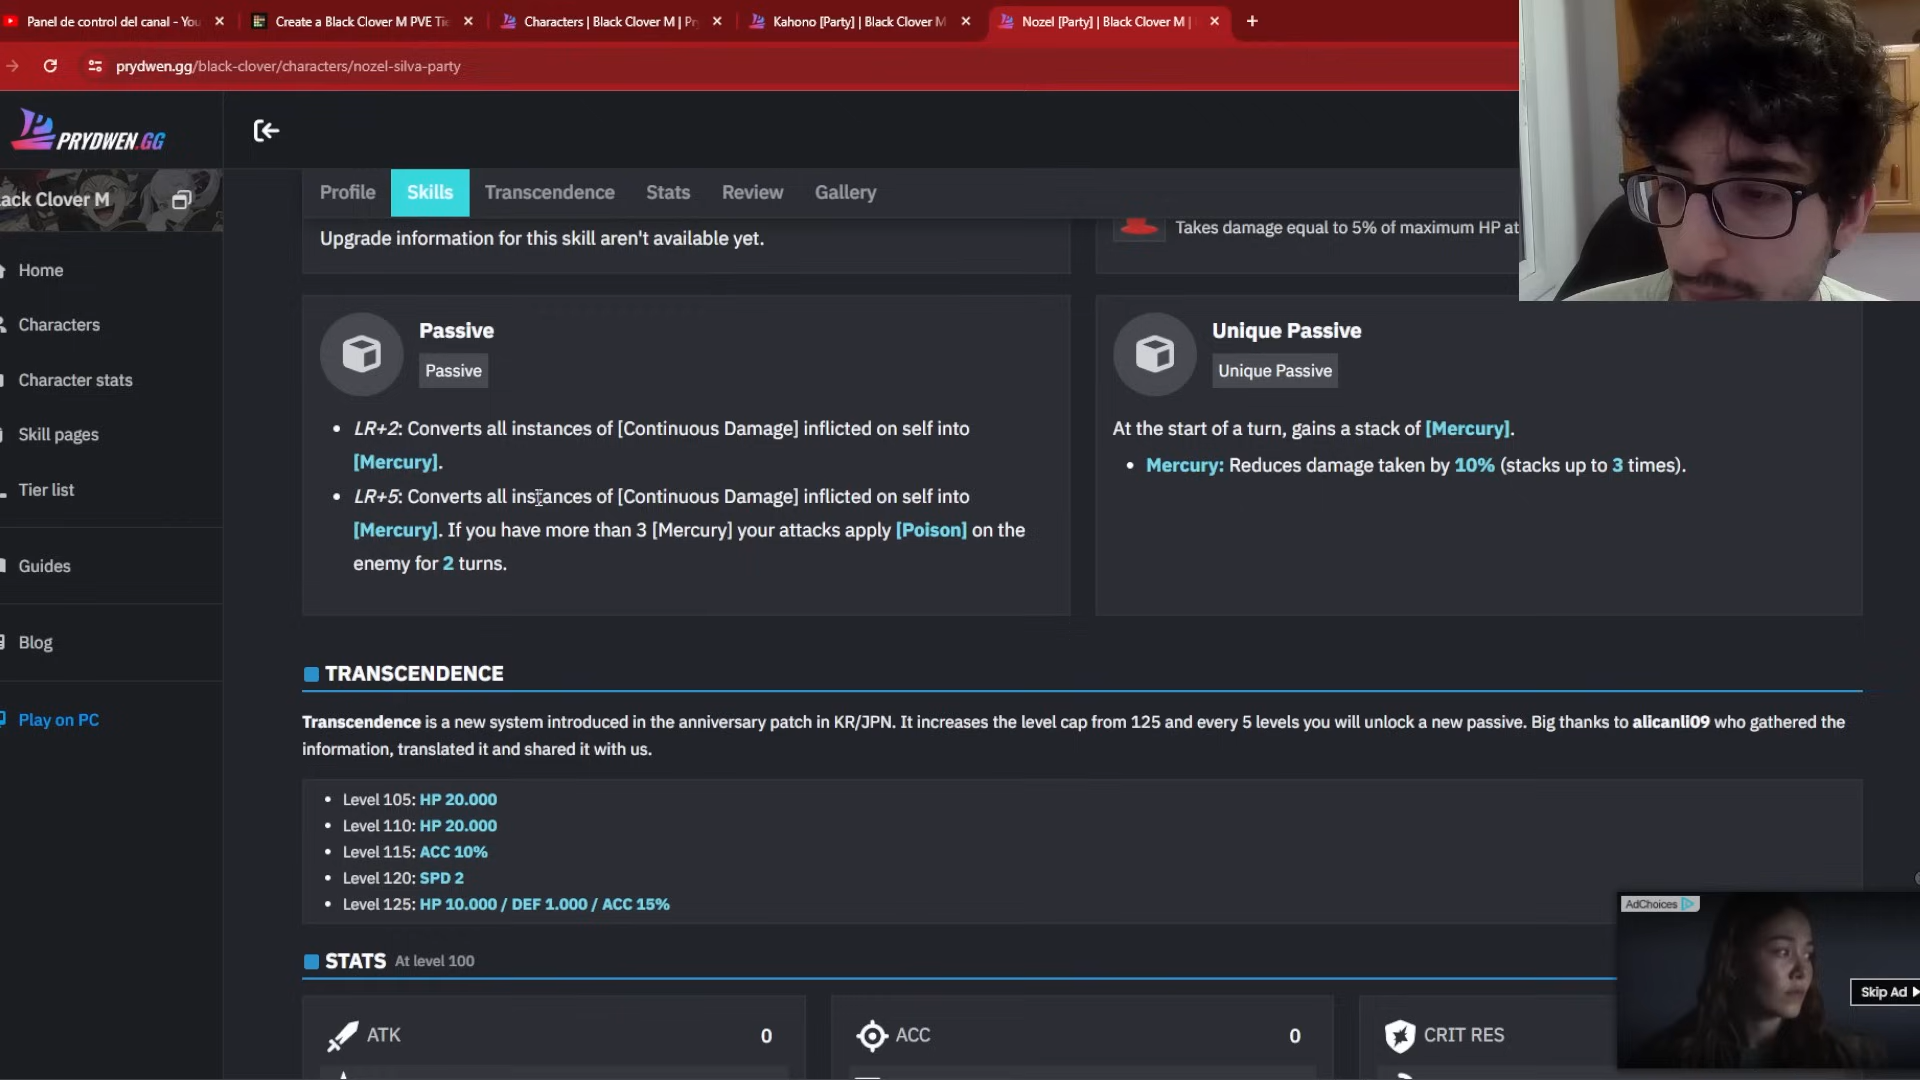 Panel de control del canal - You
Create a Black Clover M PVE Tie
Characters | Black Clover M | Pr
Kahono [Party] | Black Clover M
Nozel [Party] | Black Clover M |
prydwen.gg/black-clover/characters/nozel-silva-party
PRYDWEN.GG
ack Clover M
Home
Characters
Character stats
Skill pages
Tier list
Guides
Blog
Play on PC
Profile Skills Transcendence Stats Review Gallery
Upgrade information for this skill aren't available yet.
Takes damage equal to 5% of maximum HP at
Passive
Passive
LR+2: Converts all instances of [Continuous Damage] inflicted on self into
[Mercury].
LR+5: Converts all instances of [Continuous Damage] inflicted on self into
[Mercury]. If you have more than 3 [Mercury] your attacks apply [Poison] on the
enemy for 2 turns.
Unique Passive
Unique Passive
At the start of a turn, gains a stack of [Mercury].
Mercury: Reduces damage taken by 10% (stacks up to 3 times).
TRANSCENDENCE
Transcendence is a new system introduced in the anniversary patch in KR/JPN. It increases the level cap from 125 and every 5 levels you will unlock a new passive. Big thanks to alicanli09 who gathered the
information, translated it and shared it with us.
Level 105: HP 20.000
Level 110: HP 20.000
Level 115: ACC 10%
Level 120: SPD 2
Level 125: HP 10.000 / DEF 1.000 / ACC 15%
STATS At level 100
ATK 0
ACC 0
CRIT RES
AdChoices
Skip Ad